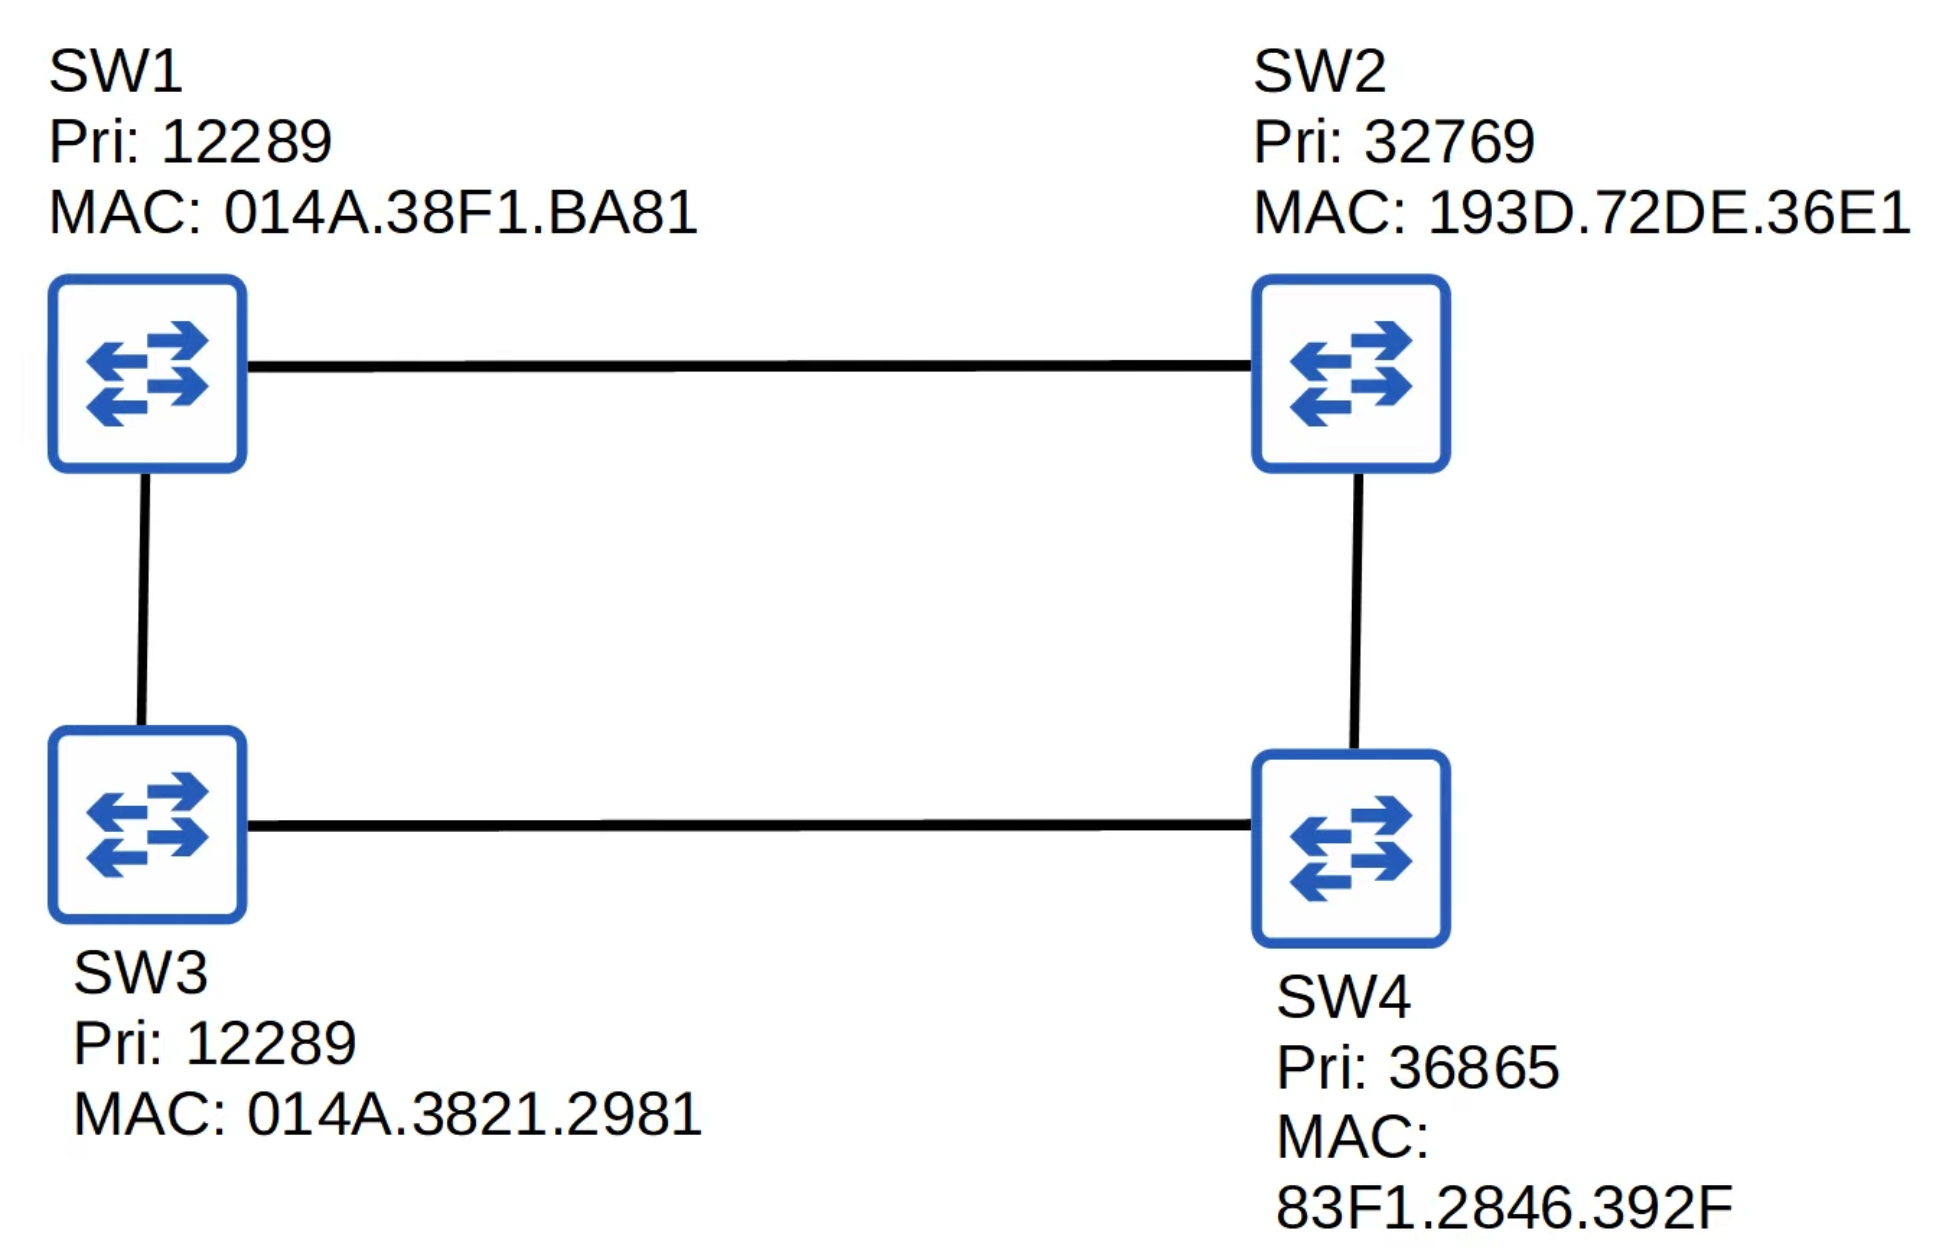 SW1
Pri: 12289
MAC: 014A.38F1.BA81
SW2
Pri: 32769
MAC: 193D.72DE.36E1
SW3
Pri: 12289
MAC: 014A.3821.2981
SW4
Pri: 36865
MAC:
83F1.2846.392F